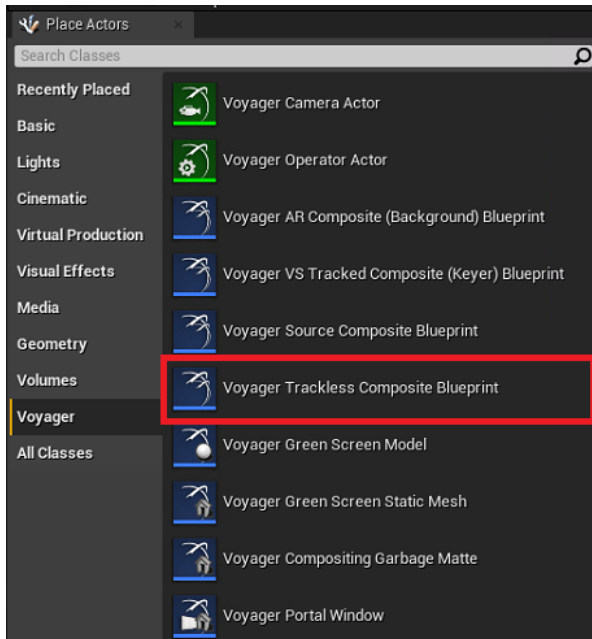 Place Actors
Search Classes
Recently Placed
Basic
Lights
Cinematic
Virtual Production
Visual Effects
Media
Geometry
Volumes
Voyager
All Classes
Voyager Camera Actor
Voyager Operator Actor
Voyager AR Composite (Background) Blueprint
Voyager VS Tracked Composite (Keyer) Blueprint
Voyager Source Composite Blueprint
Voyager Trackless Composite Blueprint
Voyager Green Screen Model
Voyager Green Screen Static Mesh
Voyager Compositing Garbage Matte
Voyager Portal Window